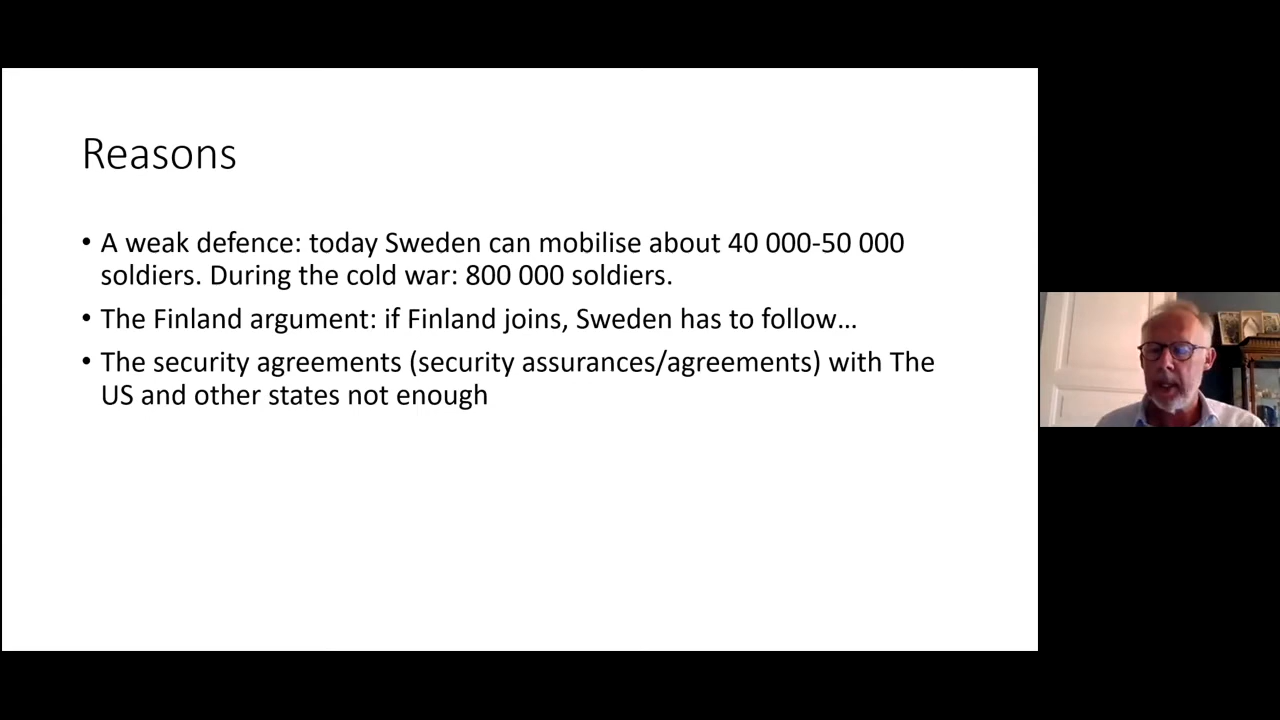 Reasons
• A weak defence: today Sweden can mobilise about 40 000-50 000
soldiers. During the cold war: 800 000 soldiers.
• The Finland argument: if Finland joins, Sweden has to follow…
• The security agreements (security assurances/agreements) with The
US and other states not enough